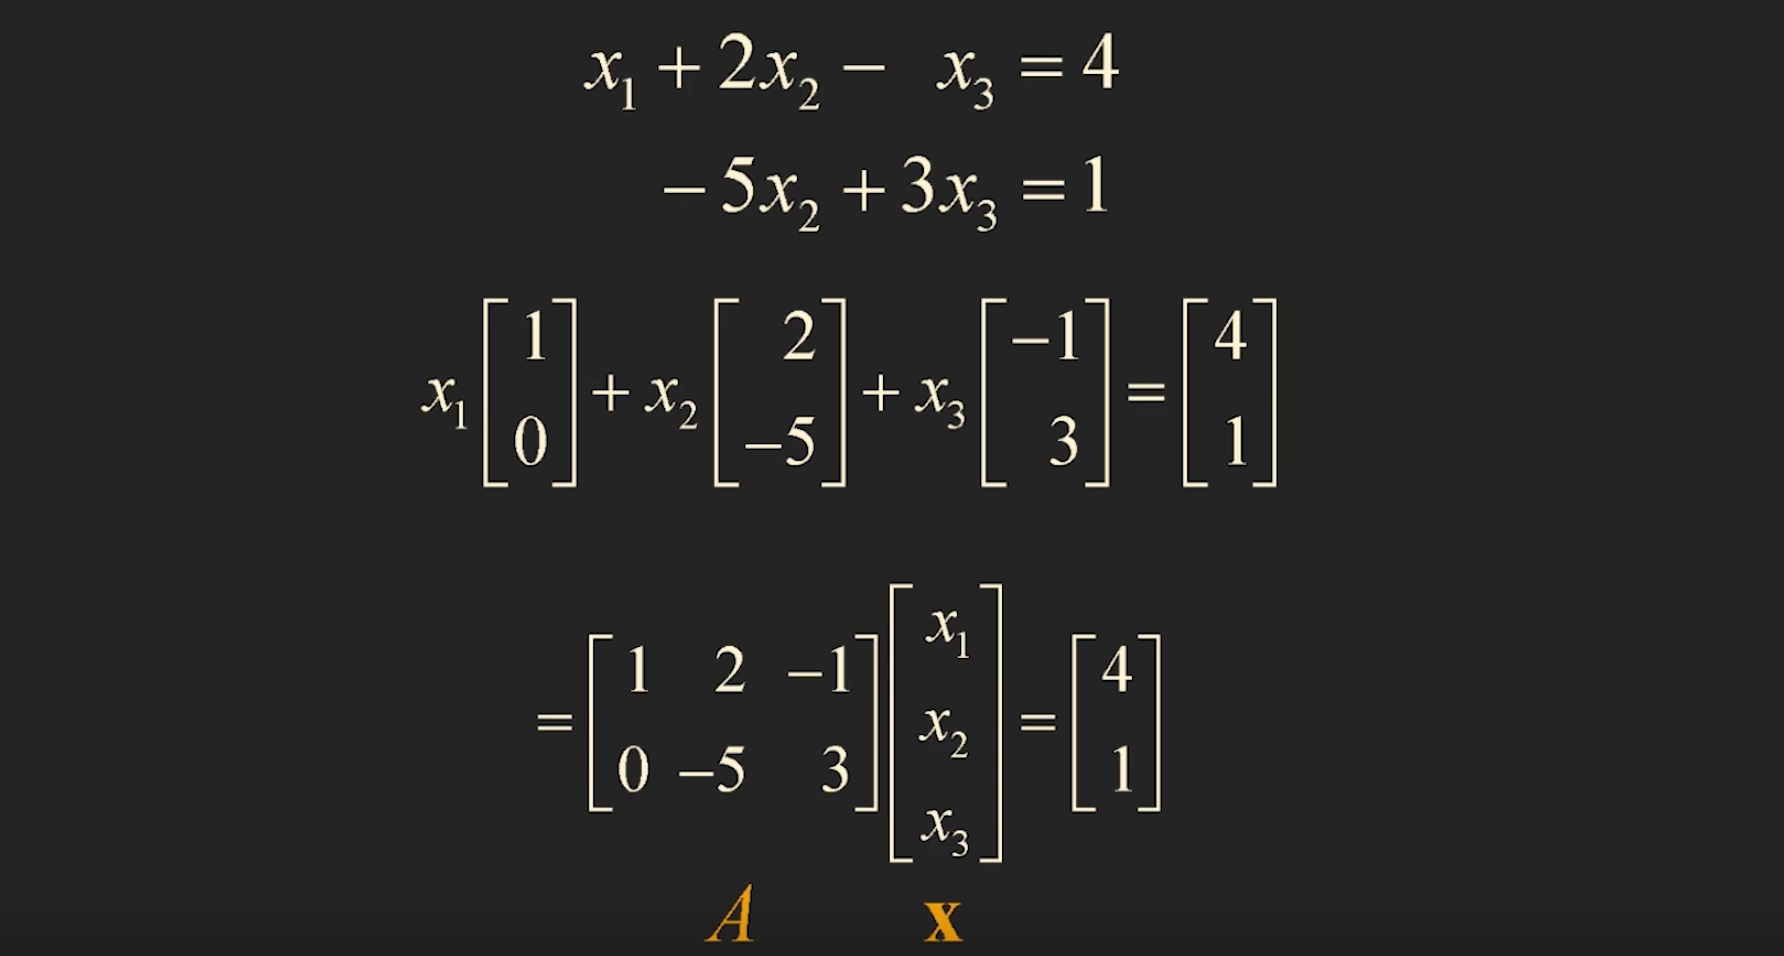 x₁ + 2x₂ − x₃ = 4
− 5x₂ + 3x₃ = 1
x₁ [1; 0] + x₂ [2; −5] + x₃ [−1; 3] = [4; 1]
= [1 2 −1; 0 −5 3] [x₁; x₂; x₃] = [4; 1]
A x